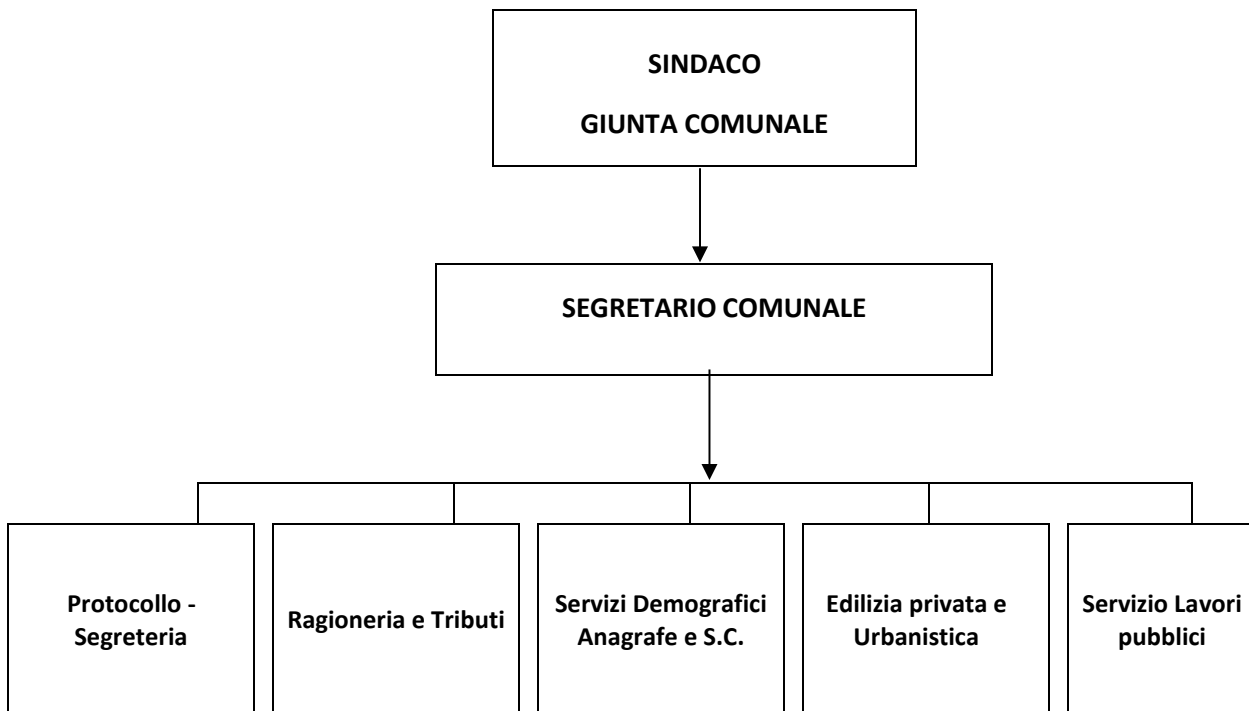 SINDACO
GIUNTA COMUNALE
SEGRETARIO COMUNALE
Protocollo -
Segreteria
Ragioneria e Tributi
Servizi Demografici
Anagrafe e S.C.
Edilizia privata e
Urbanistica
Servizio Lavori
pubblici